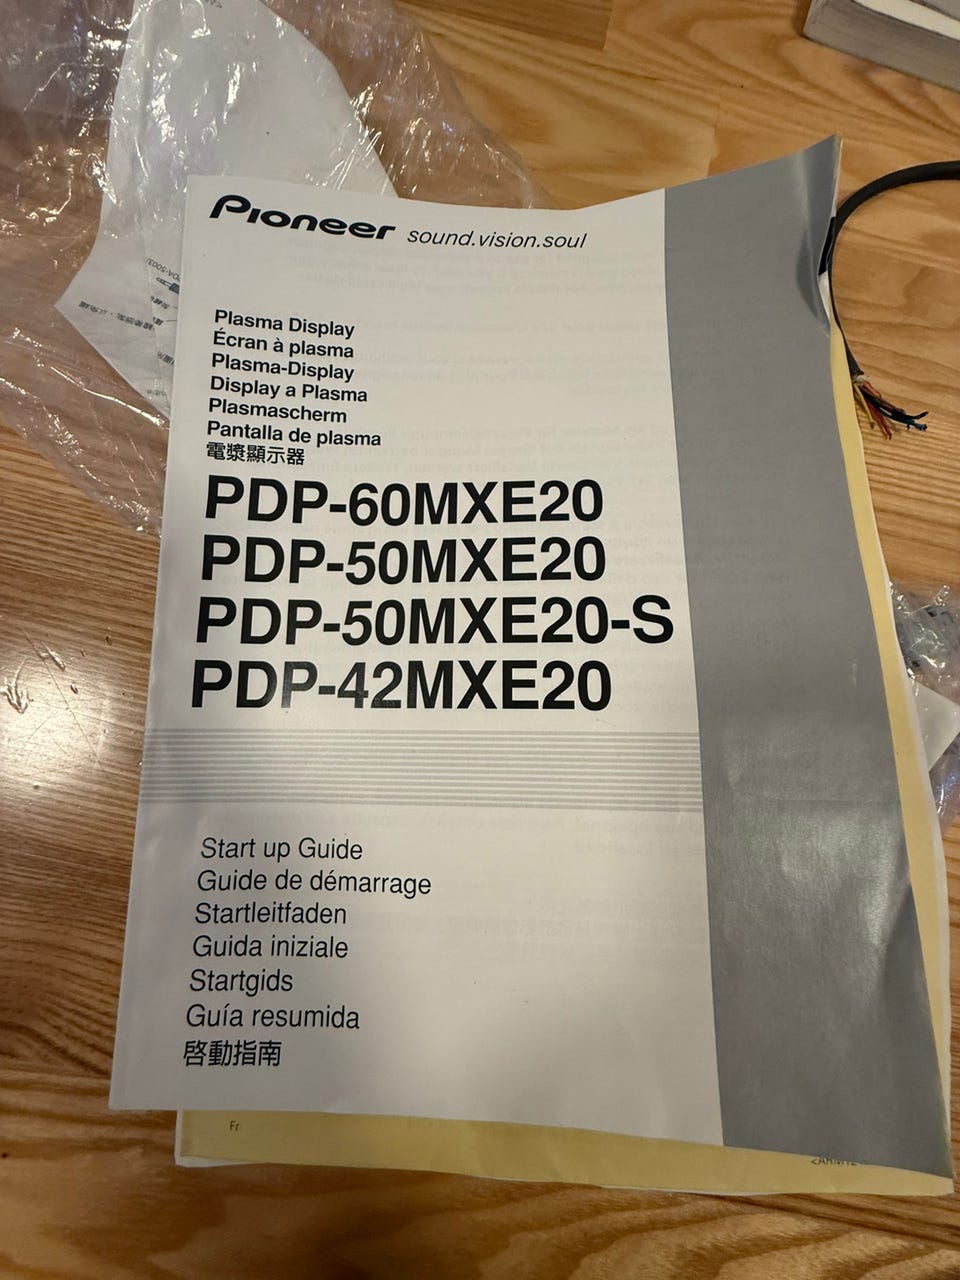 Pioneer sound.vision.soul
Plasma Display
Écran à plasma
Plasma-Display
Display a Plasma
Plasmascherm
Pantalla de plasma
電漿顯示器
PDP-60MXE20
PDP-50MXE20
PDP-50MXE20-S
PDP-42MXE20
Start up Guide
Guide de démarrage
Startleitfaden
Guida iniziale
Startgids
Guía resumida
啓動指南
Fr